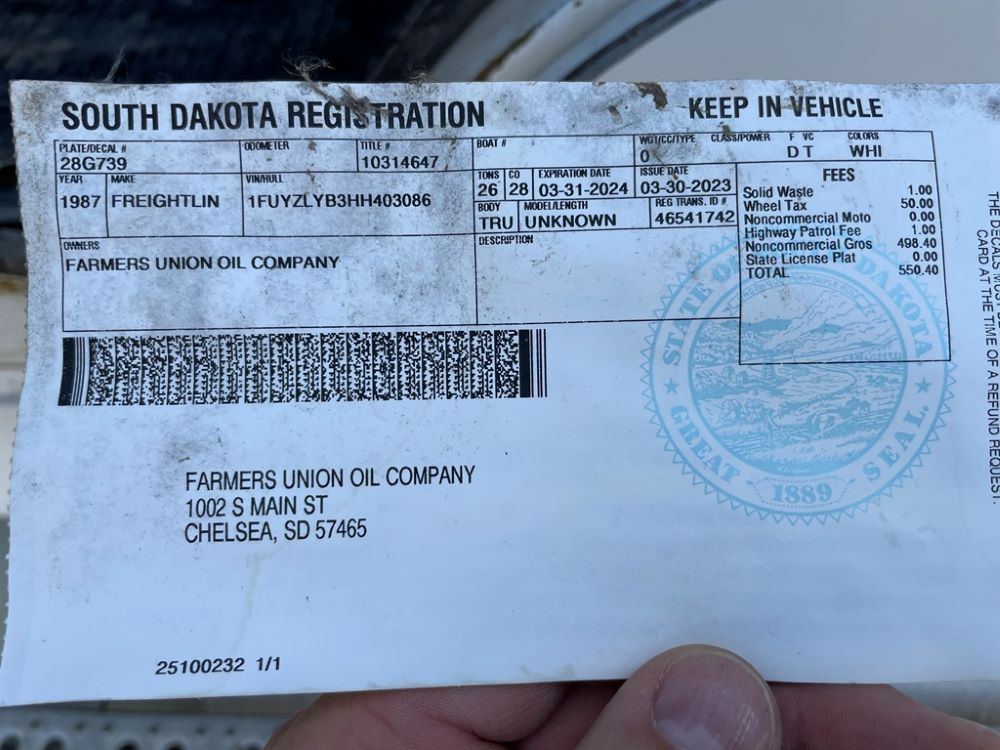 SOUTH DAKOTA REGISTRATION
KEEP IN VEHICLE
PLATE/DECAL # ODOMETER TITLE # BOAT # WGT/CC/TYPE CLASS/POWER F VC COLORS
28G739 10314647 0 D T WHI
YEAR MAKE VIN/HULL TONS CO EXPIRATION DATE ISSUE DATE
1987 FREIGHTLIN 1FUYZLYB3HH403086 26 28 03-31-2024 03-30-2023
BODY MODEL/LENGTH REG TRANS. ID #
TRU UNKNOWN 46541742
OWNERS
FARMERS UNION OIL COMPANY
DESCRIPTION
FEES
Solid Waste 1.00
Wheel Tax 50.00
Noncommercial Moto 0.00
Highway Patrol Fee 1.00
Noncommercial Gros 498.40
State License Plat 0.00
TOTAL 550.40
STATE OF DAKOTA
GREAT SEAL
1889
FARMERS UNION OIL COMPANY
1002 S MAIN ST
CHELSEA, SD 57465
25100232 1/1
THE DECALS
CARD AT THE TIME OF A REFUND REQUEST.